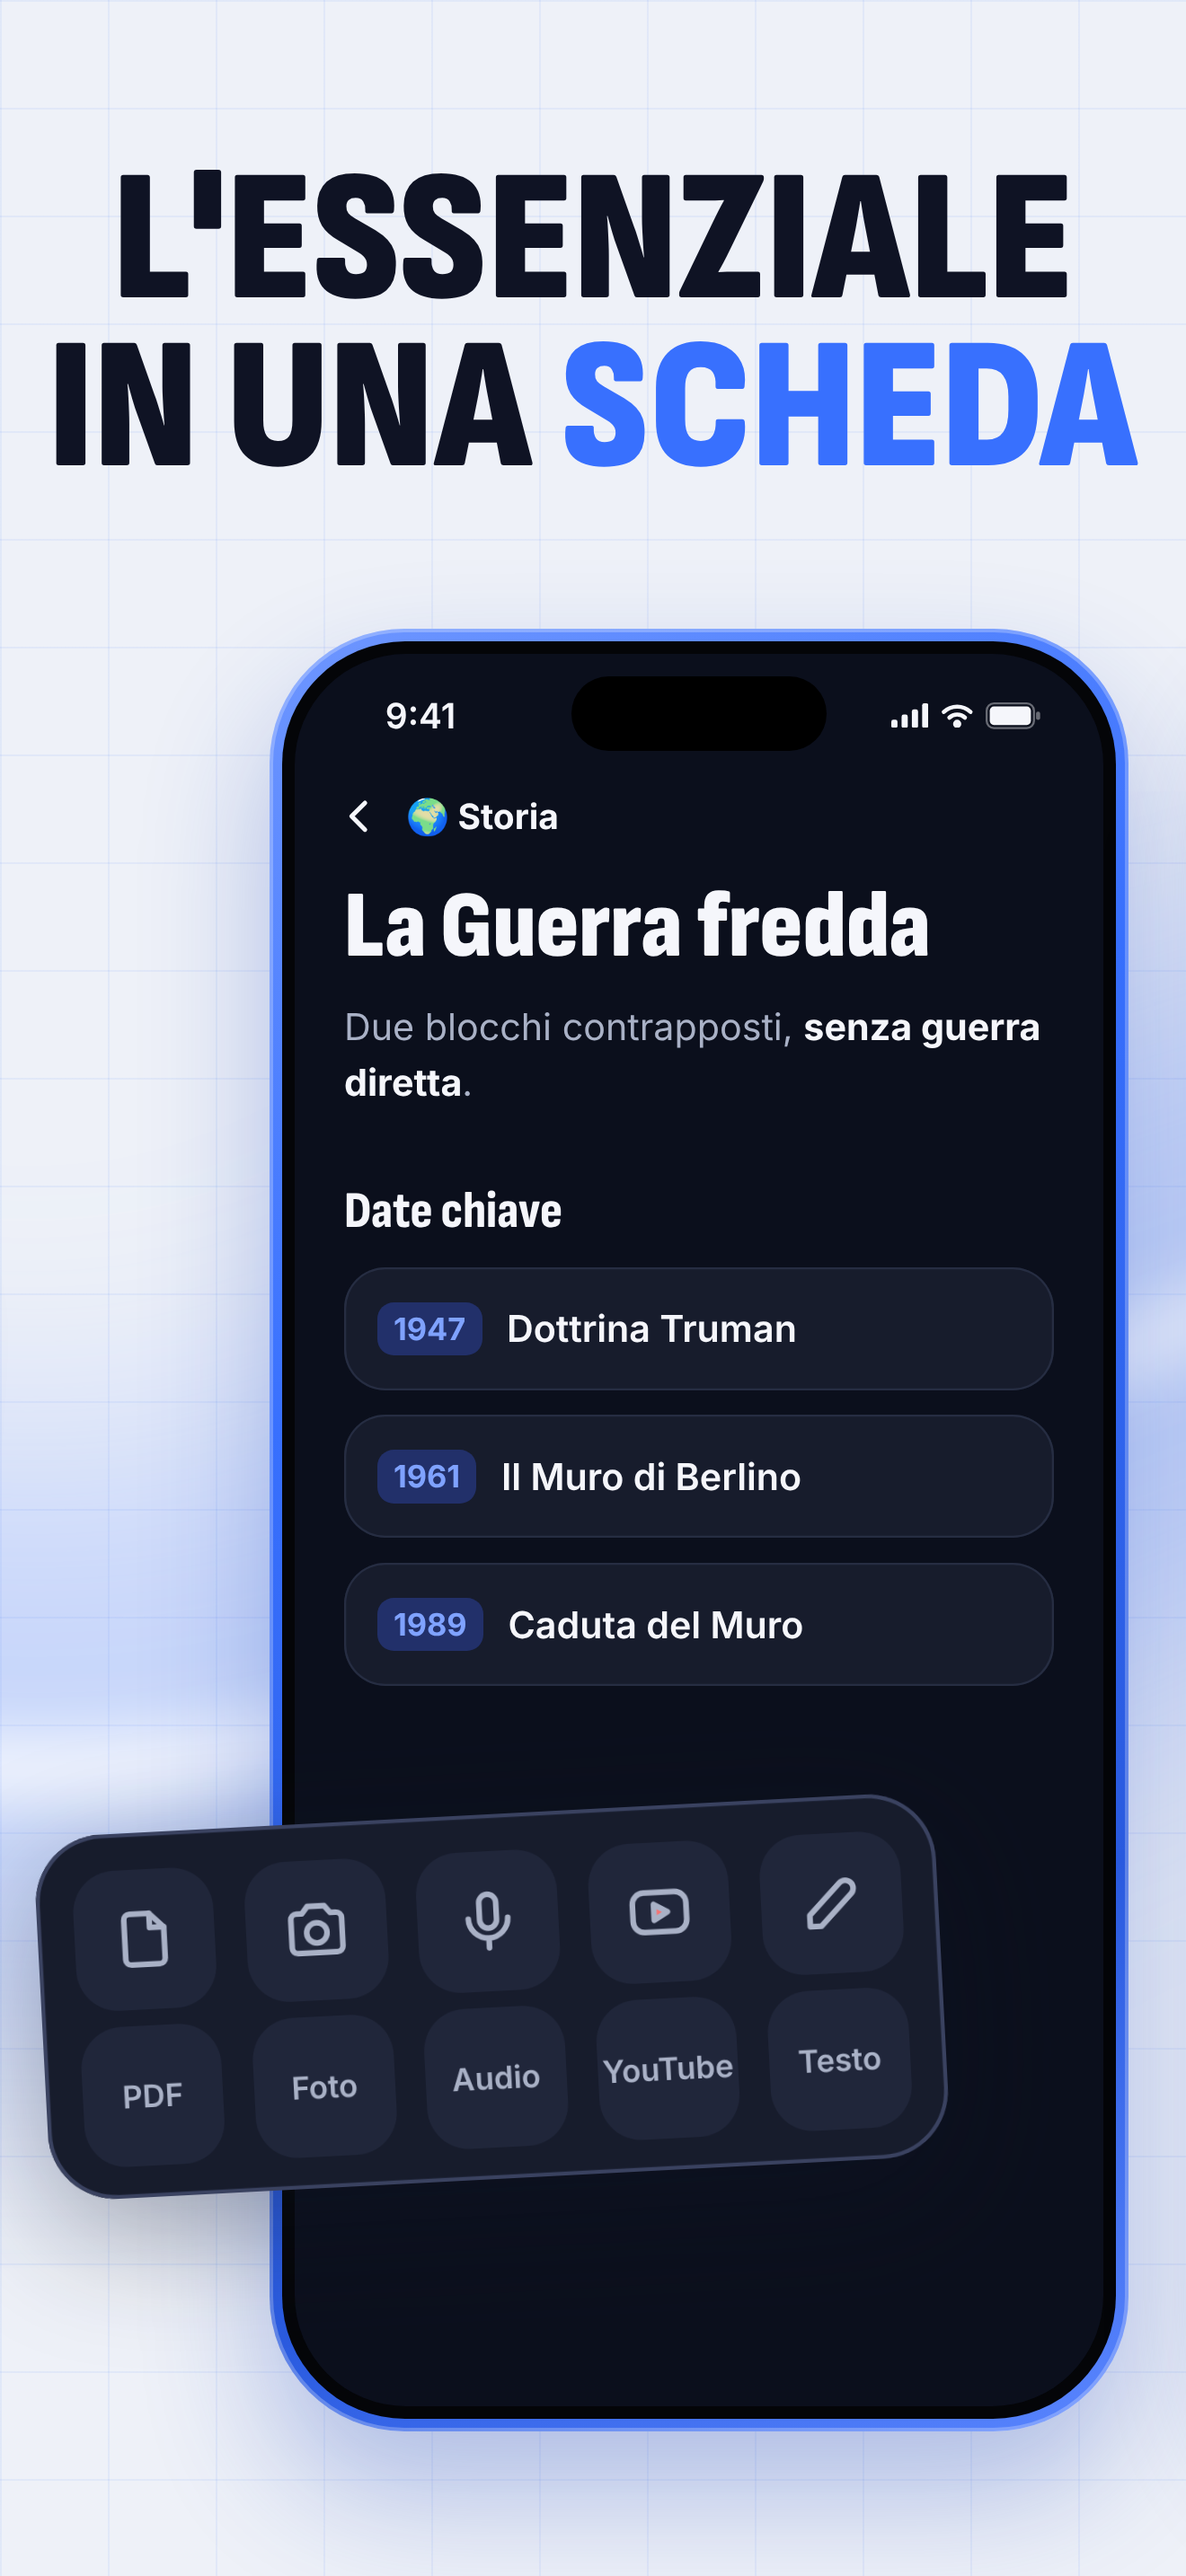 L'ESSENZIALE
IN UNA SCHEDA
9:41
Storia
La Guerra fredda
Due blocchi contrapposti, senza guerra
diretta.
Date chiave
1947 Dottrina Truman
1961 Il Muro di Berlino
1989 Caduta del Muro
PDF Foto Audio YouTube Testo